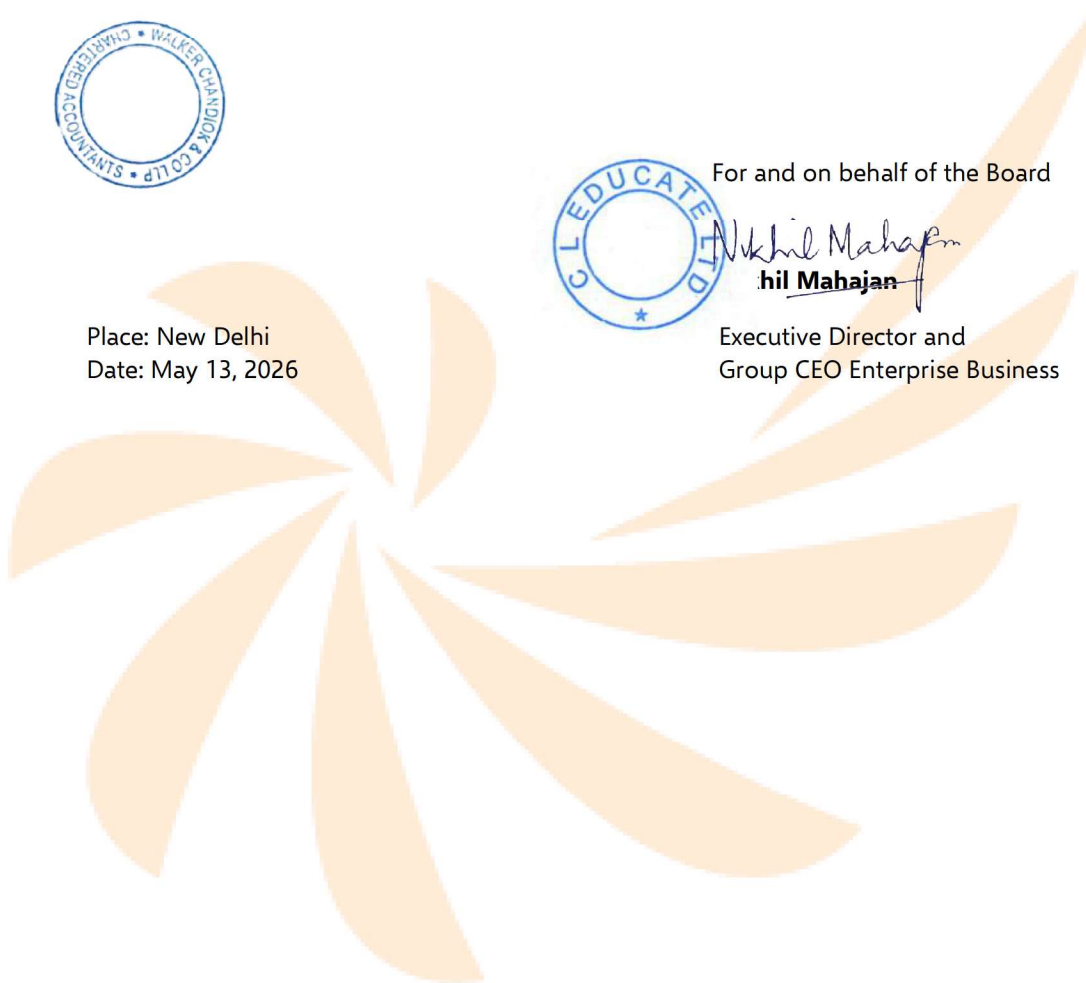 CHARTERED ACCOUNTANTS • WALKER CHANDIOK & CO LLP •
For and on behalf of the Board
C L EDUCATE LTD
Nikhil Mahajan
hil Mahajan
Place: New Delhi
Executive Director and
Date: May 13, 2026
Group CEO Enterprise Business